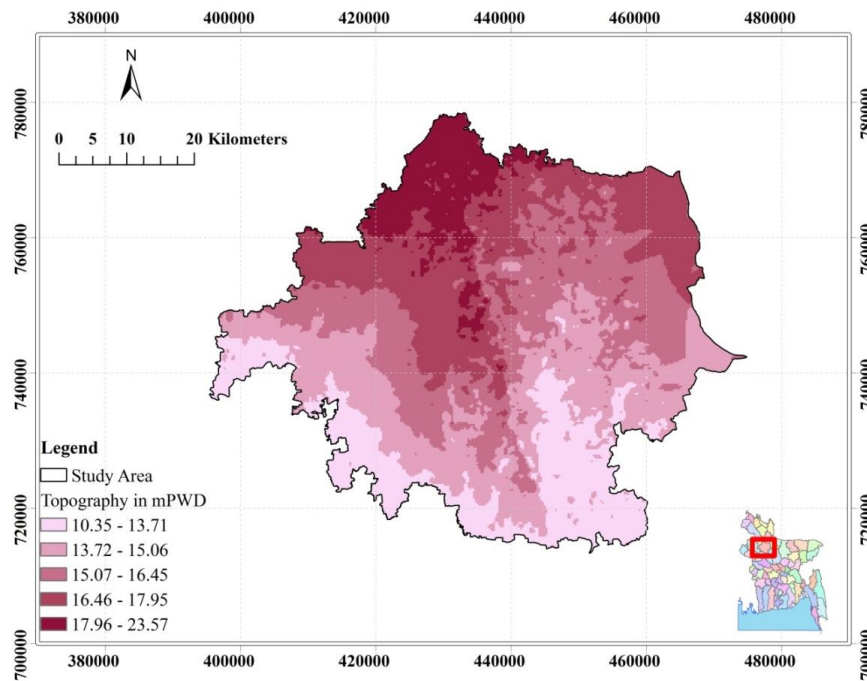 380000 400000 420000 440000 460000 480000
N
0 5 10 20 Kilometers
780000 780000
760000 760000
740000 740000
720000 720000
700000 700000
Legend
Study Area
Topography in mPWD
10.35 - 13.71
13.72 - 15.06
15.07 - 16.45
16.46 - 17.95
17.96 - 23.57
380000 400000 420000 440000 460000 480000